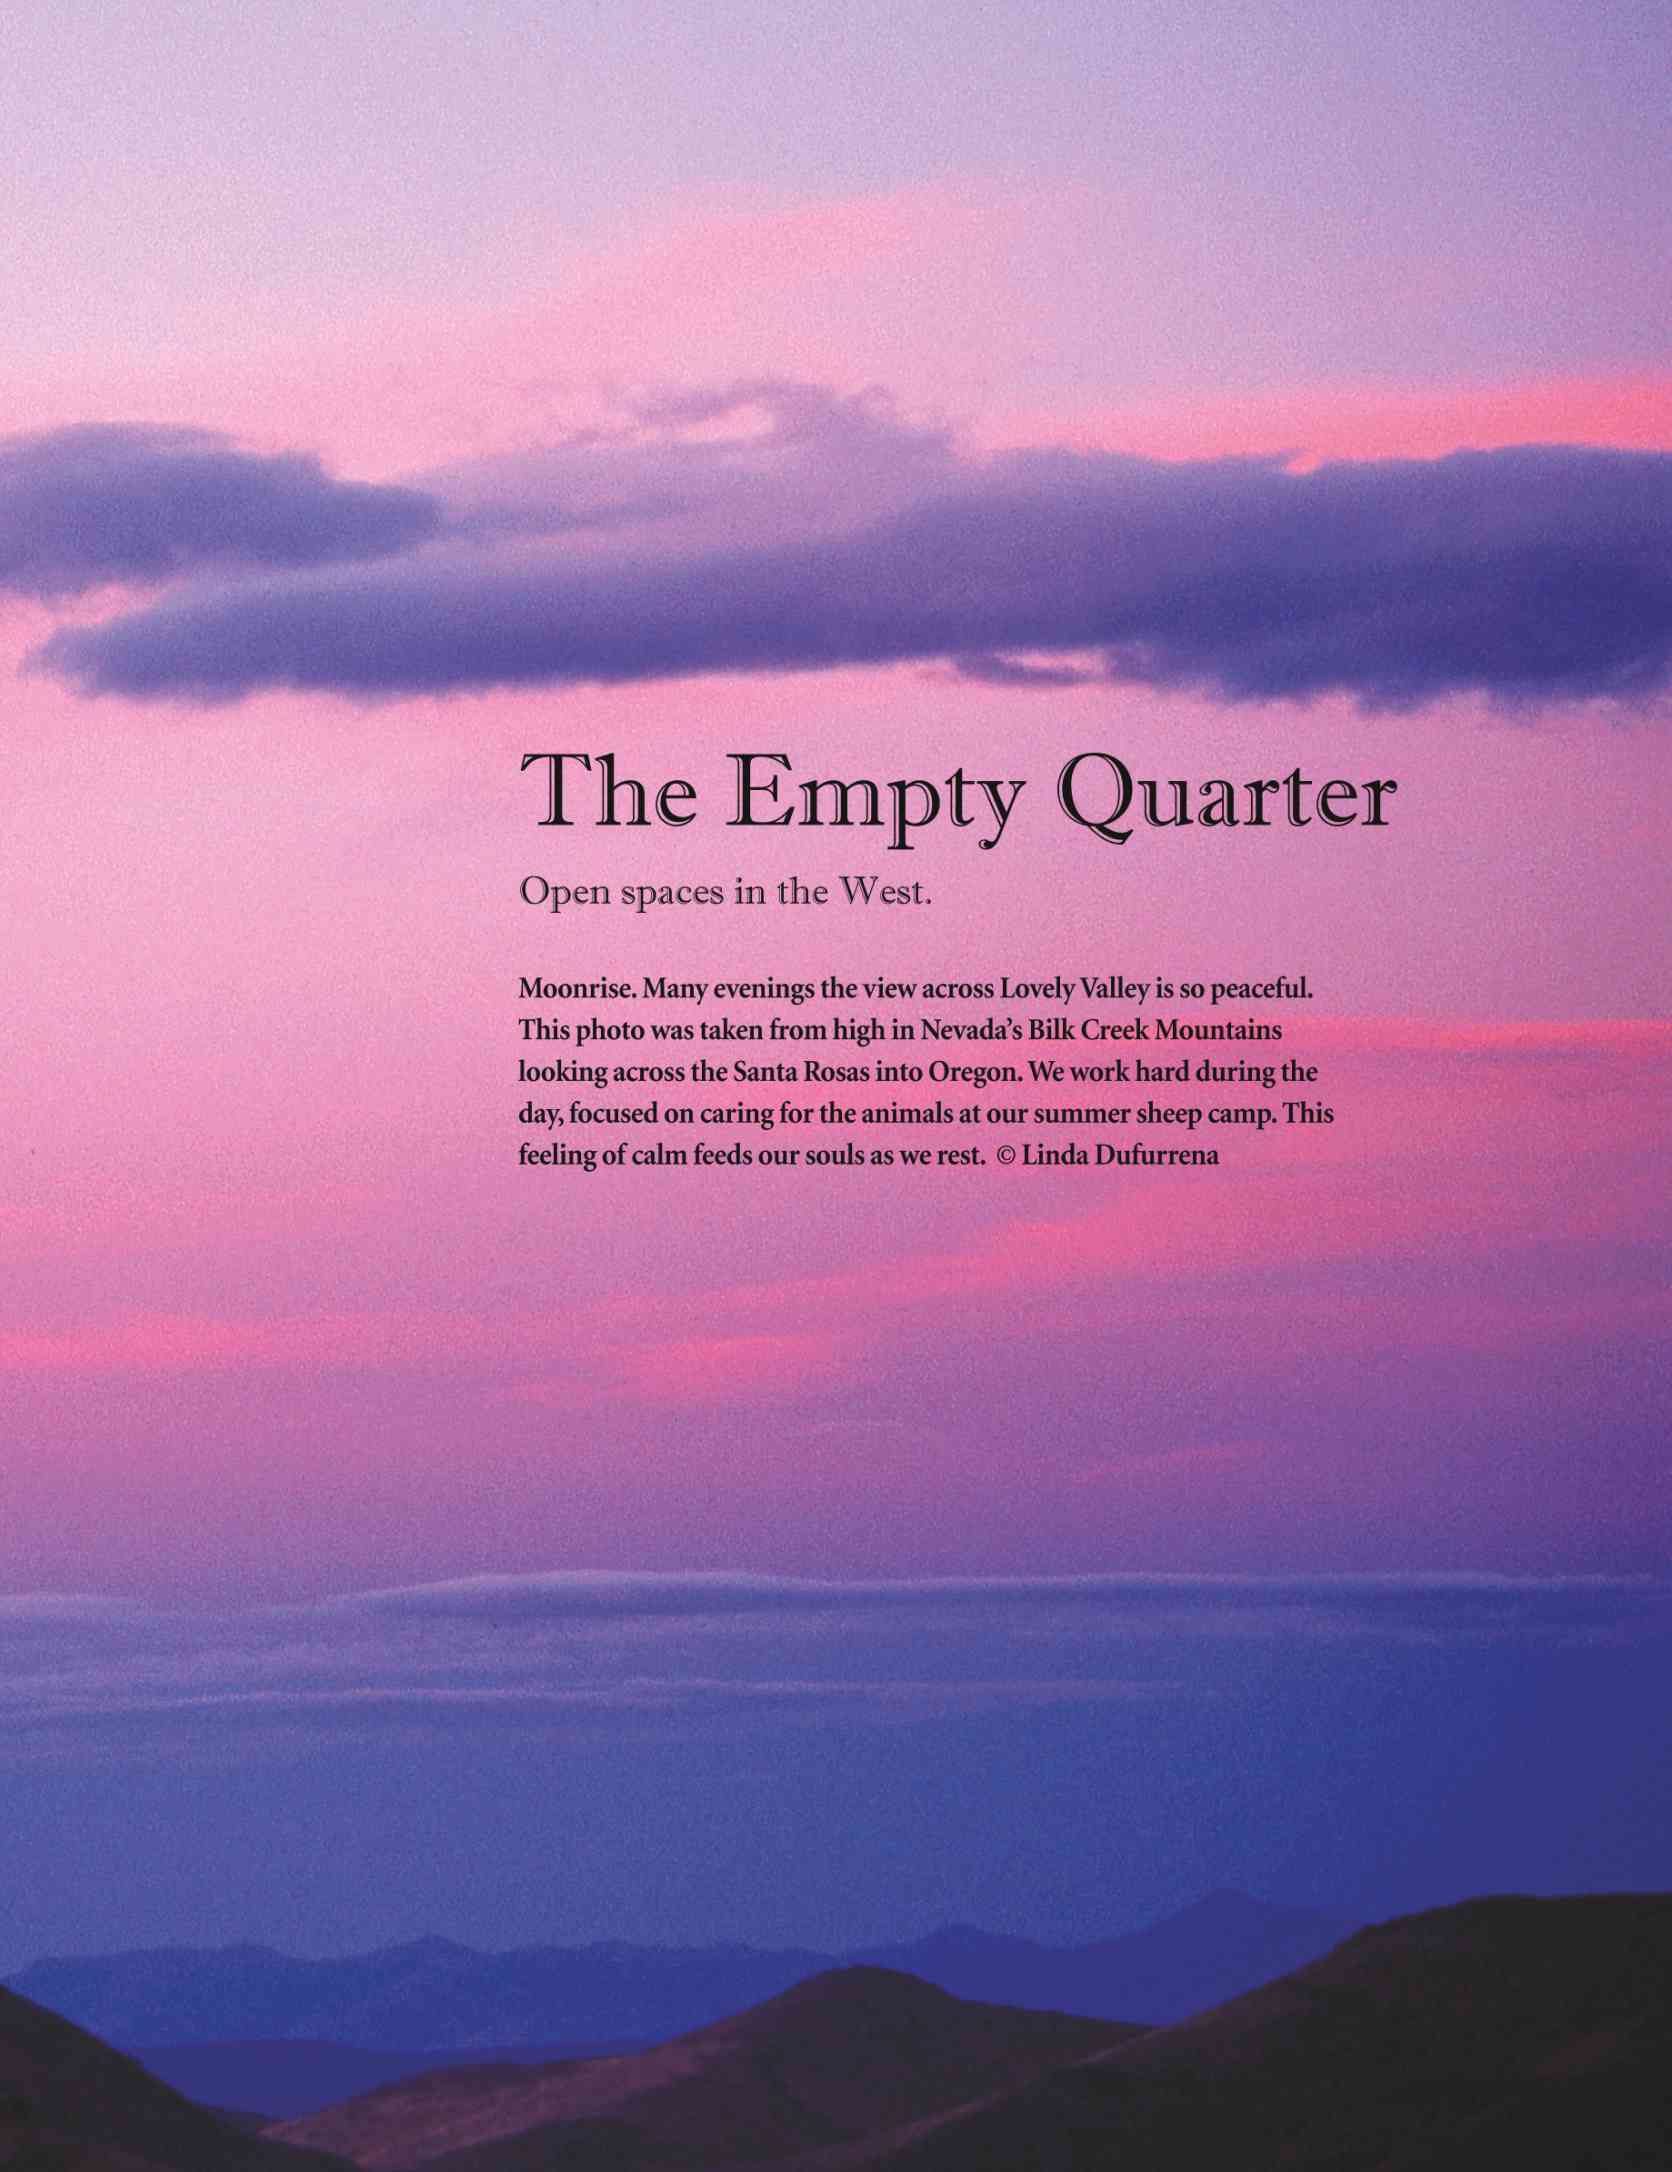 The Empty Quarter
Open spaces in the West.
Moonrise. Many evenings the view across Lovely Valley is so peaceful.
This photo was taken from high in Nevada’s Bilk Creek Mountains
looking across the Santa Rosas into Oregon. We work hard during the
day, focused on caring for the animals at our summer sheep camp. This
feeling of calm feeds our souls as we rest. © Linda Dufurrena